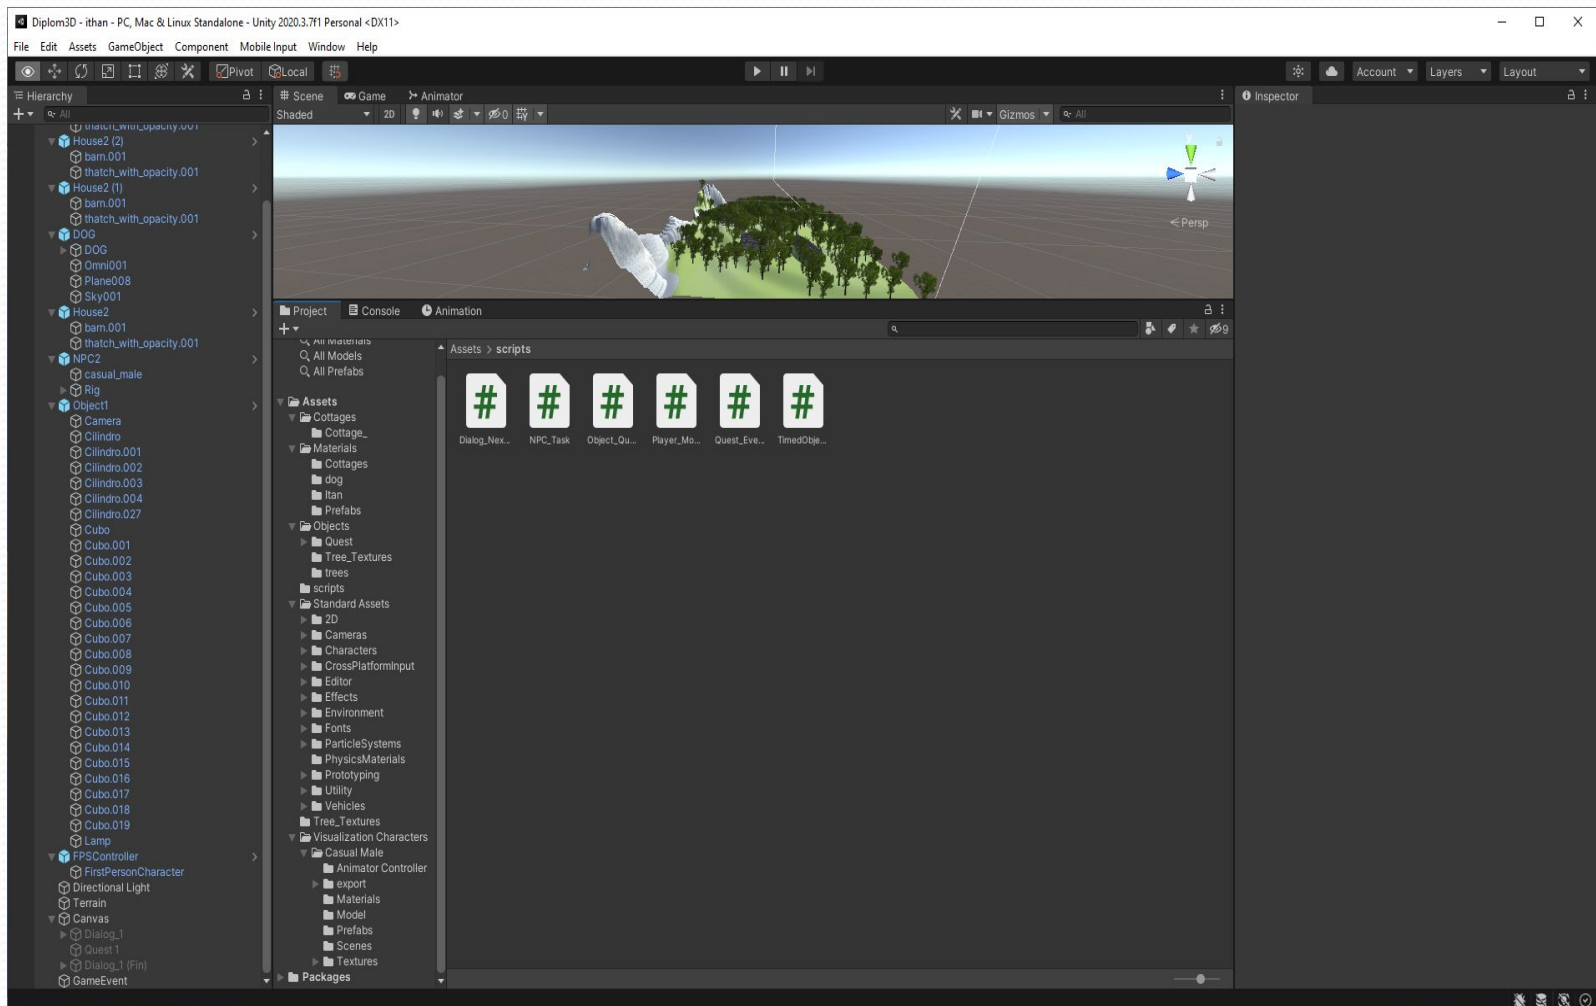 Diplom3D - ithan - PC, Mac & Linux Standalone - Unity 2020.3.7f1 Personal <DX11>
File Edit Assets GameObject Component Mobile Input Window Help
Pivot Local Account Layers Layout
Hierarchy
All
thatch_with_opacity.001
House2 (2)
barn.001
thatch_with_opacity.001
House2 (1)
barn.001
thatch_with_opacity.001
DOG
DOG
Omni001
Plane008
Sky001
House2
barn.001
thatch_with_opacity.001
NPC2
casual_male
Rig
Object1
Camera
Cilindro
Cilindro.001
Cilindro.002
Cilindro.003
Cilindro.004
Cilindro.027
Cubo
Cubo.001
Cubo.002
Cubo.003
Cubo.004
Cubo.005
Cubo.006
Cubo.007
Cubo.008
Cubo.009
Cubo.010
Cubo.011
Cubo.012
Cubo.013
Cubo.014
Cubo.015
Cubo.016
Cubo.017
Cubo.018
Cubo.019
Lamp
FPSController
FirstPersonCharacter
Directional Light
Terrain
Canvas
Dialog_1
Quest 1
Dialog_1 (Fin)
GameEvent
Scene Game Animator
Shaded 2D 0 Gizmos All
y
Persp
Project Console Animation
9
All Materials
All Models
All Prefabs
Assets
Cottages
Cottage_
Materials
Cottages
dog
Itan
Prefabs
Objects
Quest
Tree_Textures
trees
scripts
Standard Assets
2D
Cameras
Characters
CrossPlatformInput
Editor
Effects
Environment
Fonts
ParticleSystems
PhysicsMaterials
Prototyping
Utility
Vehicles
Tree_Textures
Visualization Characters
Casual Male
Animator Controller
export
Materials
Model
Prefabs
Scenes
Textures
Packages
Assets > scripts
# # # # # #
Dialog_Nex... NPC_Task Object_Qu... Player_Mo... Quest_Eve... TimedObje...
Inspector